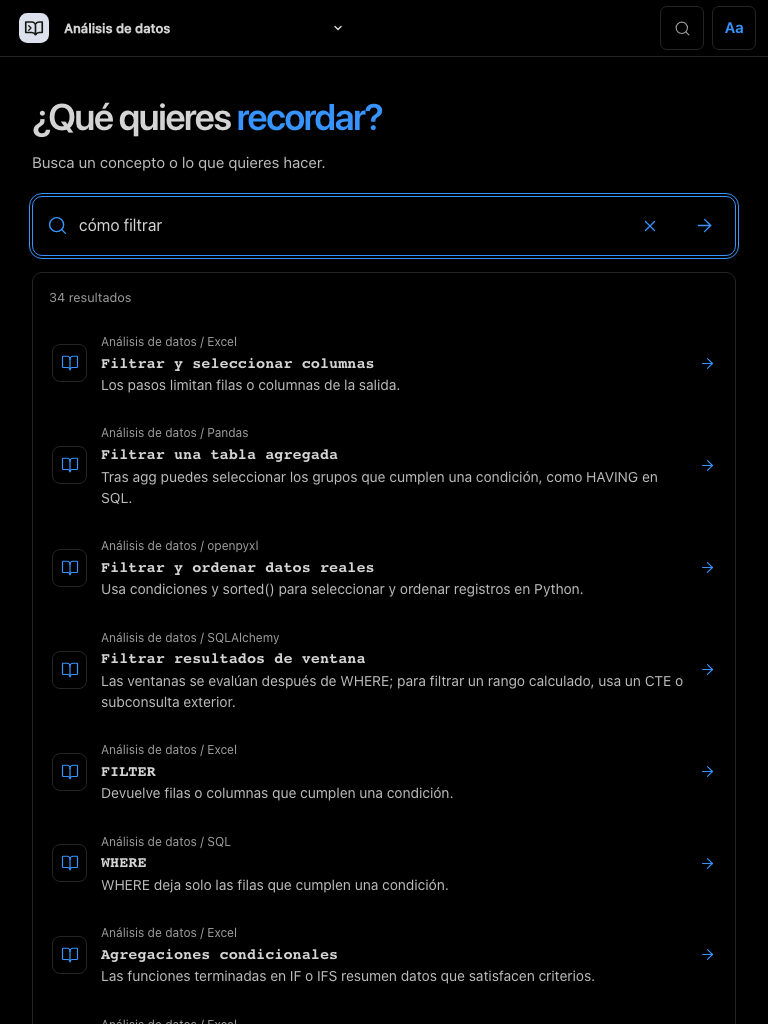 Análisis de datos
Aa
¿Qué quieres recordar?
Busca un concepto o lo que quieres hacer.
cómo filtrar
34 resultados
Análisis de datos / Excel
Filtrar y seleccionar columnas
Los pasos limitan filas o columnas de la salida.
Análisis de datos / Pandas
Filtrar una tabla agregada
Tras agg puedes seleccionar los grupos que cumplen una condición, como HAVING en
SQL.
Análisis de datos / openpyxl
Filtrar y ordenar datos reales
Usa condiciones y sorted() para seleccionar y ordenar registros en Python.
Análisis de datos / SQLAlchemy
Filtrar resultados de ventana
Las ventanas se evalúan después de WHERE; para filtrar un rango calculado, usa un CTE o
subconsulta exterior.
Análisis de datos / Excel
FILTER
Devuelve filas o columnas que cumplen una condición.
Análisis de datos / SQL
WHERE
WHERE deja solo las filas que cumplen una condición.
Análisis de datos / Excel
Agregaciones condicionales
Las funciones terminadas en IF o IFS resumen datos que satisfacen criterios.
Análisis de datos / Excel